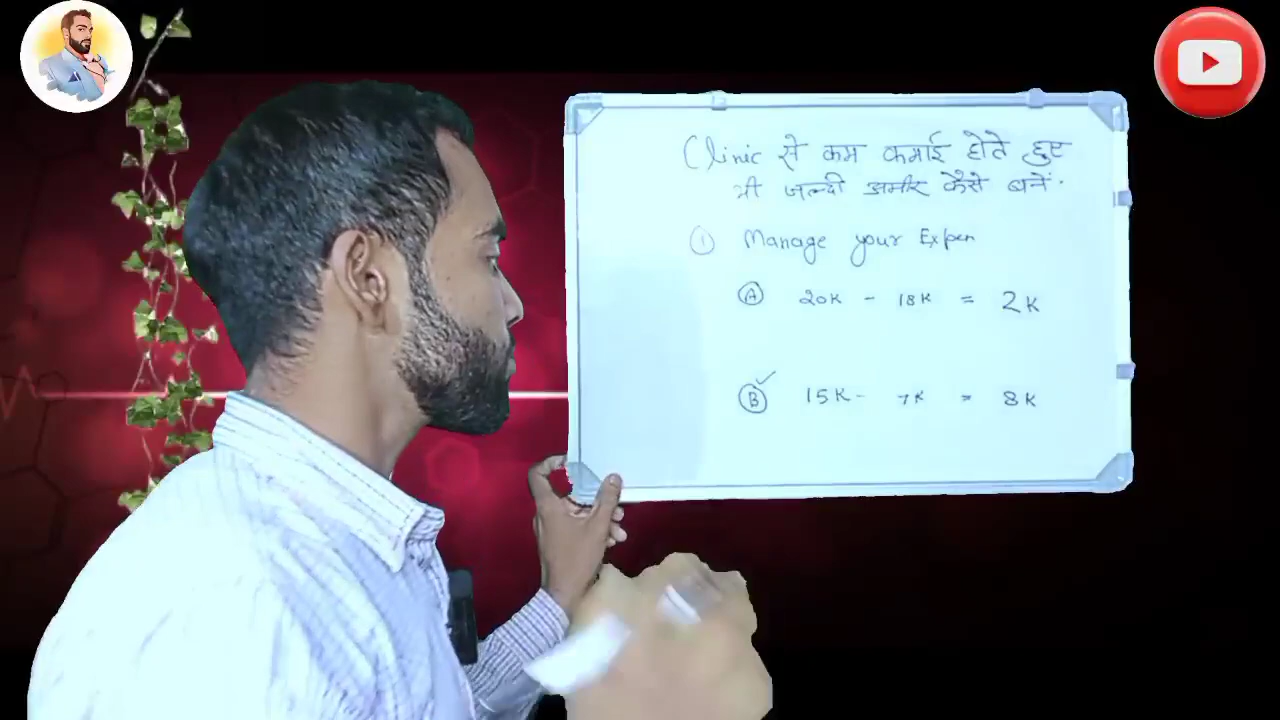 Clinic से कम कमाई होते हुए
भी जल्दी अमीर कैसे बनें.
① Manage your Expen
Ⓐ 20K - 18K = 2K
Ⓑ✓ 15K - 7K = 8K